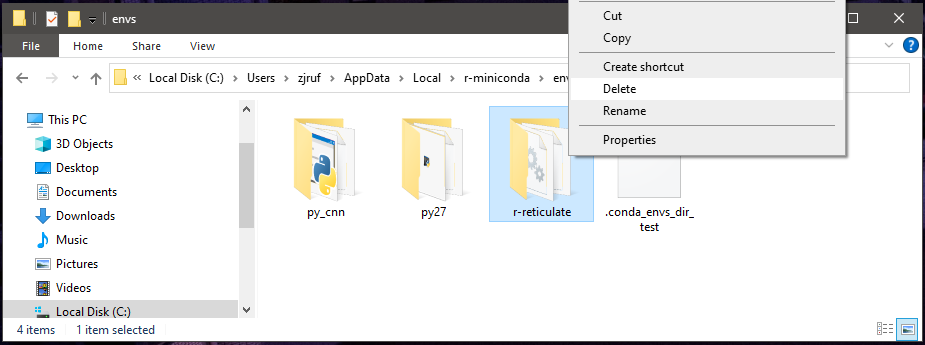 envs
Cut
Copy
Create shortcut
Delete
Rename
Properties
File Home Share View
Local Disk (C:) Users zjruf AppData Local r-miniconda
This PC
3D Objects
Desktop
Documents
Downloads
Music
Pictures
Videos
Local Disk (C:)
py_cnn
py27
r-reticulate
.conda_envs_dir_
test
4 items 1 item selected